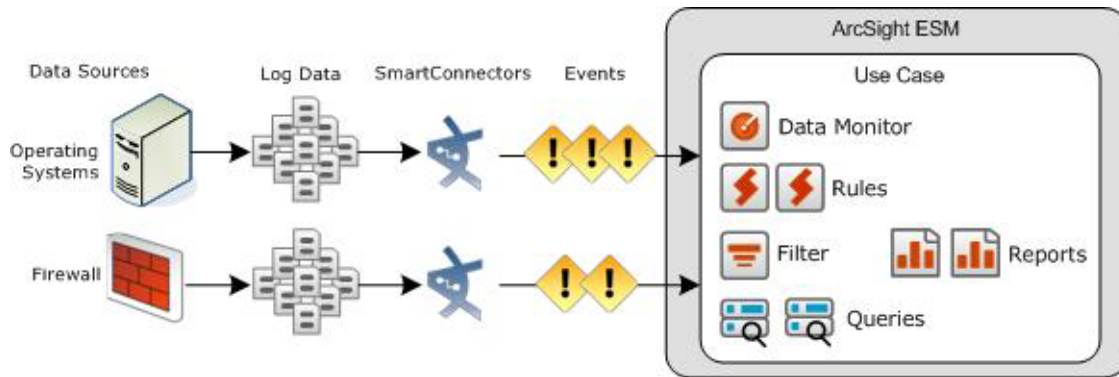 ArcSight ESM
Data Sources
Log Data
SmartConnectors
Events
Use Case
Operating
Systems
Data Monitor
Rules
Firewall
Filter
Reports
Queries